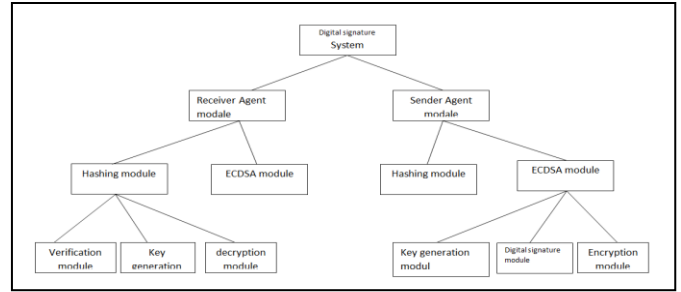 Digital signature
System
Receiver Agent
modale
Sender Agent
modale
Hashing module
ECDSA module
Hashing module
ECDSA module
Verification
module
Key
generation
decryption
module
Key generation
modul
Digital signature
module
Encryption
module